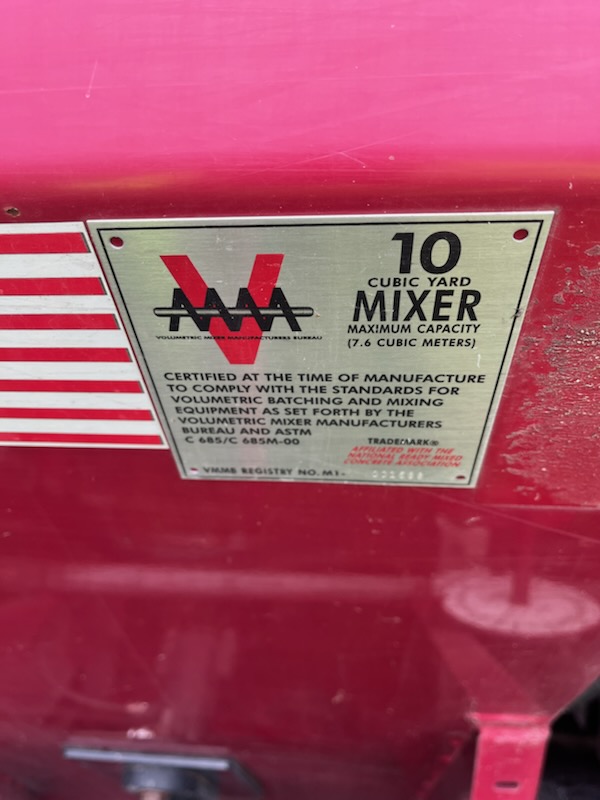 10
CUBIC YARD
MIXER
MAXIMUM CAPACITY
(7.6 CUBIC METERS)
VMMB
VOLUMETRIC MIXER MANUFACTURERS BUREAU
CERTIFIED AT THE TIME OF MANUFACTURE
TO COMPLY WITH THE STANDARDS FOR
VOLUMETRIC BATCHING AND MIXING
EQUIPMENT AS SET FORTH BY THE
VOLUMETRIC MIXER MANUFACTURERS
BUREAU AND ASTM
C 685/C 685M-00
TRADEMARK®
AFFILIATED WITH THE
NATIONAL READY MIXED
CONCRETE ASSOCIATION
VMMB REGISTRY NO. M1-